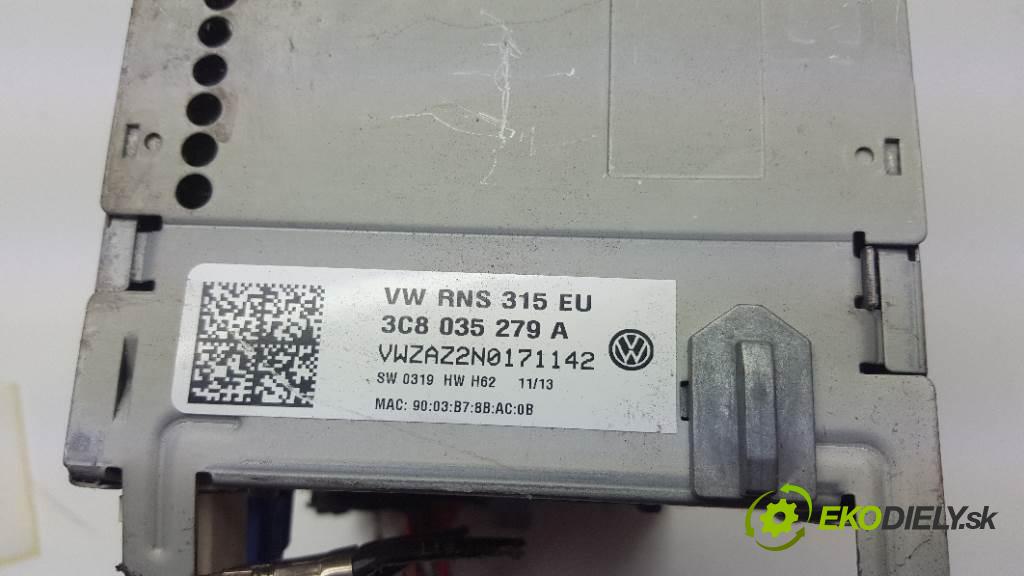 VW RNS 315 EU
3C8 035 279 A
VWZAZ2N0171142
SW 0319 HW H62 11/13
MAC: 90:03:B7:8B:AC:0B
EKODIELY.sk